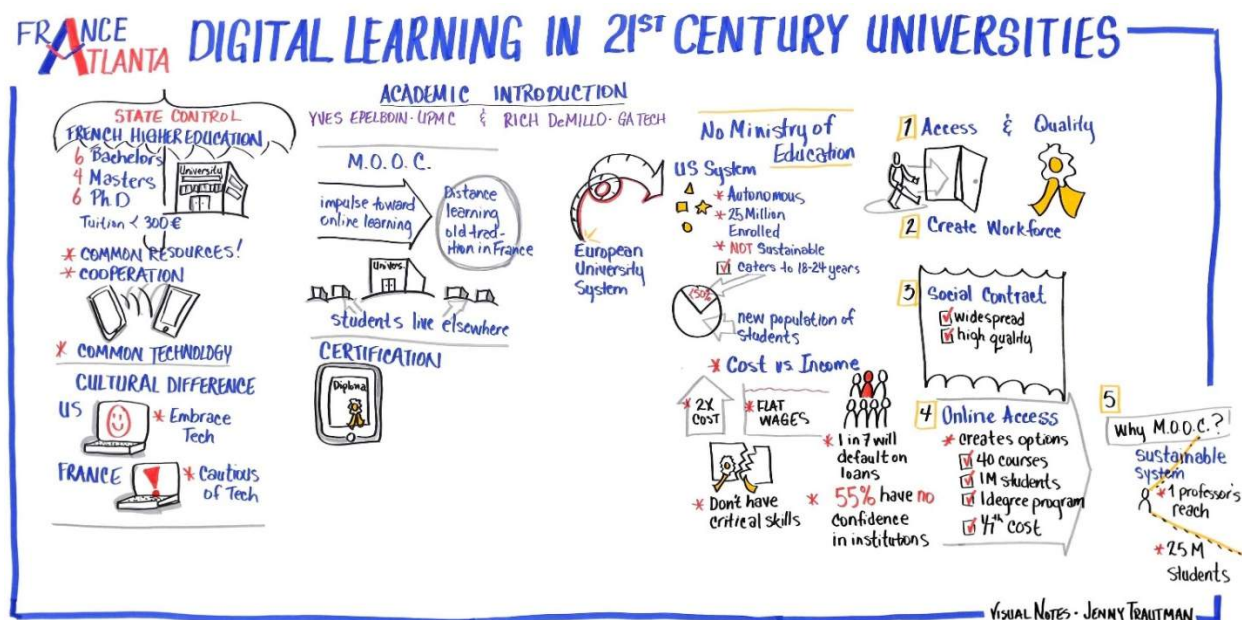 FRANCE
ATLANTA
DIGITAL LEARNING IN 21ST CENTURY UNIVERSITIES
ACADEMIC INTRODUCTION
YVES EPELBOIN - UPMC & RICH DeMILLO - GA TECH
STATE CONTROL
FRENCH HIGHER EDUCATION
6 Bachelors
4 Masters
6 Ph.D
University
Tuition < 300 €
* COMMON RESOURCES!
* COOPERATION
* COMMON TECHNOLOGY
CULTURAL DIFFERENCE
US
* Embrace
Tech
FRANCE
!
* Cautious
of Tech
M.O.O.C.
impulse toward
online learning
Distance
learning
old trad-
ition in France
Univers.
students live elsewhere
CERTIFICATION
Diploma
European
University
System
No Ministry of
Education
US System
* Autonomous
* 25 Million
Enrolled
* NOT Sustainable
Caters to 18-24 years
<50%
new population of
students
* Cost vs Income
* 2X
COST
* FLAT
WAGES
* 1 in 7 will
default on
loans
* Don't have
critical skills
* 55% have no
confidence
in institutions
1 Access & Quality
2 Create Workforce
3 Social Contract
widespread
high quality
4 Online Access
* creates options
40 courses
1M students
1 degree program
1/7th cost
5
Why M.O.O.C.?
sustainable
system
* 1 professor's
reach
* 25 M
Students
VISUAL NOTES - JENNY TRAUTMAN